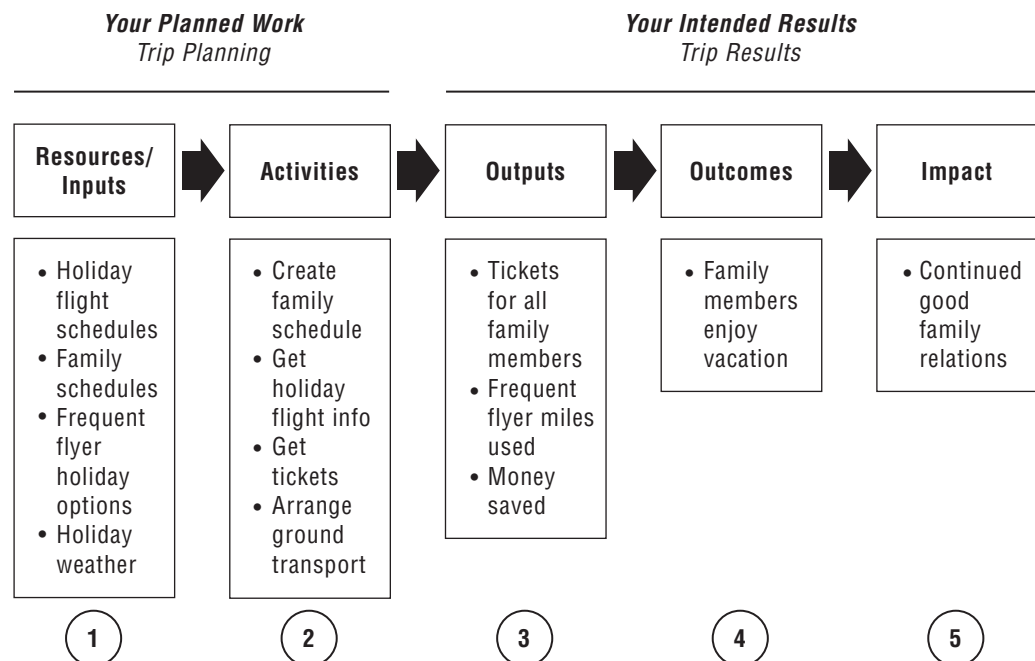 Your Planned Work
Trip Planning
Your Intended Results
Trip Results
Resources/
Inputs
Activities
Outputs
Outcomes
Impact
• Holiday
flight
schedules
• Family
schedules
• Frequent
flyer
holiday
options
• Holiday
weather
• Create
family
schedule
• Get
holiday
flight info
• Get
tickets
• Arrange
ground
transport
• Tickets
for all
family
members
• Frequent
flyer miles
used
• Money
saved
• Family
members
enjoy
vacation
• Continued
good
family
relations
1
2
3
4
5